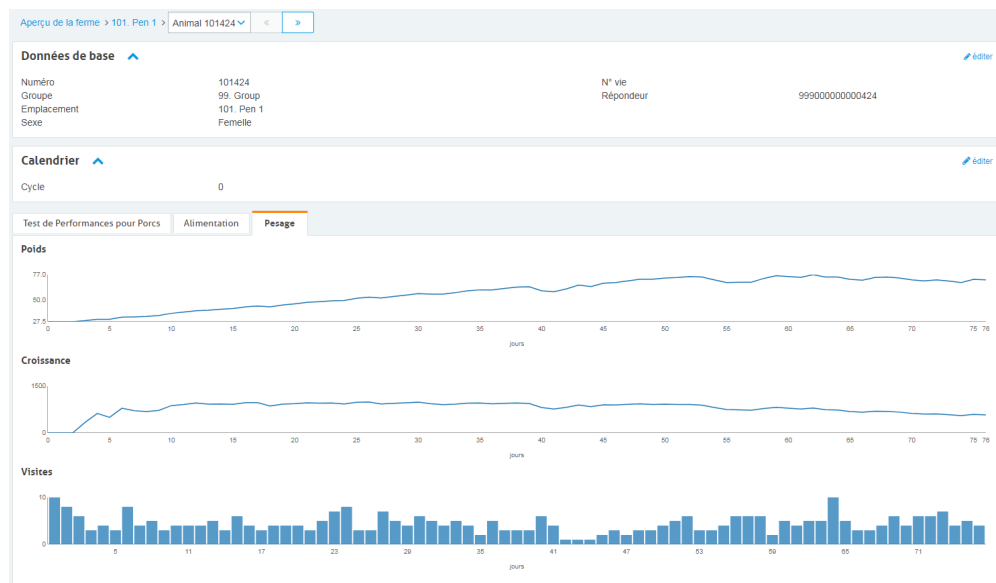 Aperçu de la ferme > 101. Pen 1 > Animal 101424 « »
Données de base
éditer
Numéro 101424 N° vie
Groupe 99. Group Répondeur 999000000000424
Emplacement 101. Pen 1
Sexe Femelle
Calendrier
éditer
Cycle 0
Test de Performances pour Porcs Alimentation Pesage
Poids
77.0
50.0
27.5
0 5 10 15 20 25 30 35 40 45 50 55 60 65 70 75 76
jours
Croissance
1500
0
0 5 10 15 20 25 30 35 40 45 50 55 60 65 70 75 76
jours
Visites
10
0
5 11 17 23 29 35 41 47 53 59 65 71
jours